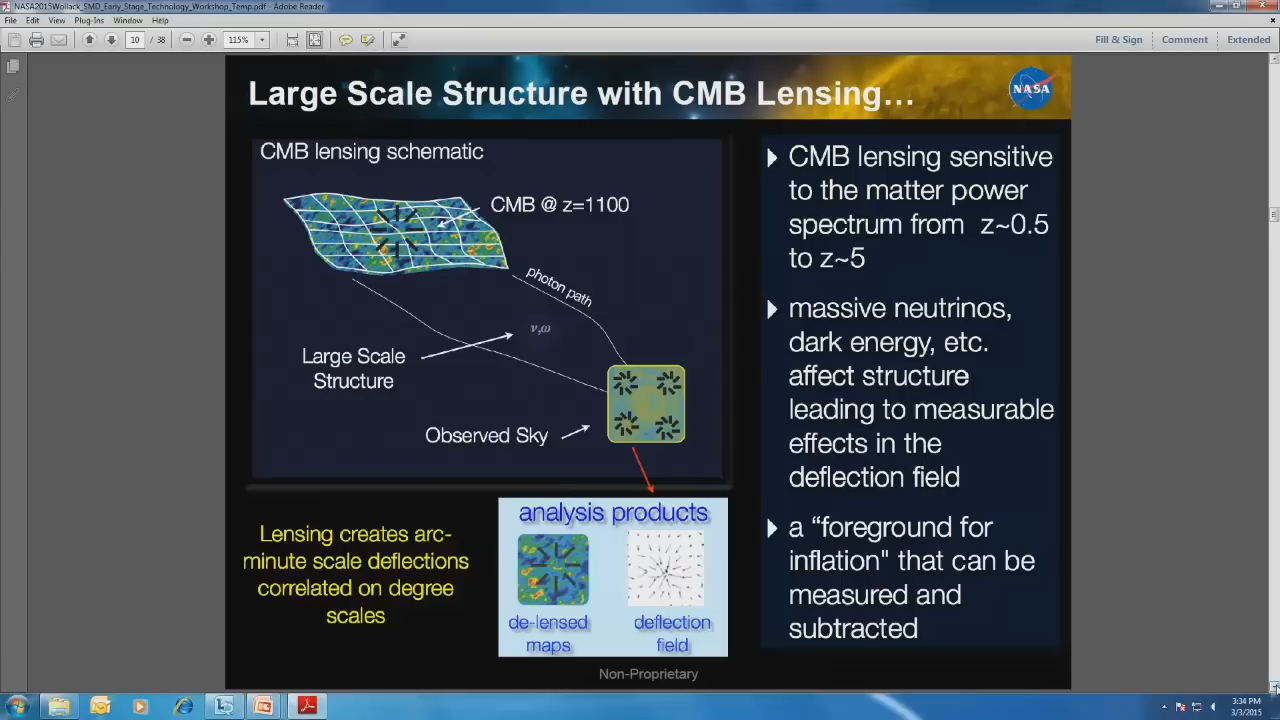 NASA2015Wollack_SMD_Early_Stage_Technology_Workshop_Temp.pdf - Adobe Reader
File Edit View Plug-Ins Window Help
10 / 38 115% Fill & Sign Comment Extended
Large Scale Structure with CMB Lensing…
NASA
CMB lensing schematic
CMB @ z=1100
photon path
ν,ω
Large Scale
Structure
Observed Sky
Lensing creates arc-
minute scale deflections
correlated on degree
scales
analysis products
de-lensed
maps
deflection
field
CMB lensing sensitive
to the matter power
spectrum from z~0.5
to z~5
massive neutrinos,
dark energy, etc.
affect structure
leading to measurable
effects in the
deflection field
a “foreground for
inflation" that can be
measured and
subtracted
Non-Proprietary
3:34 PM
3/3/2015